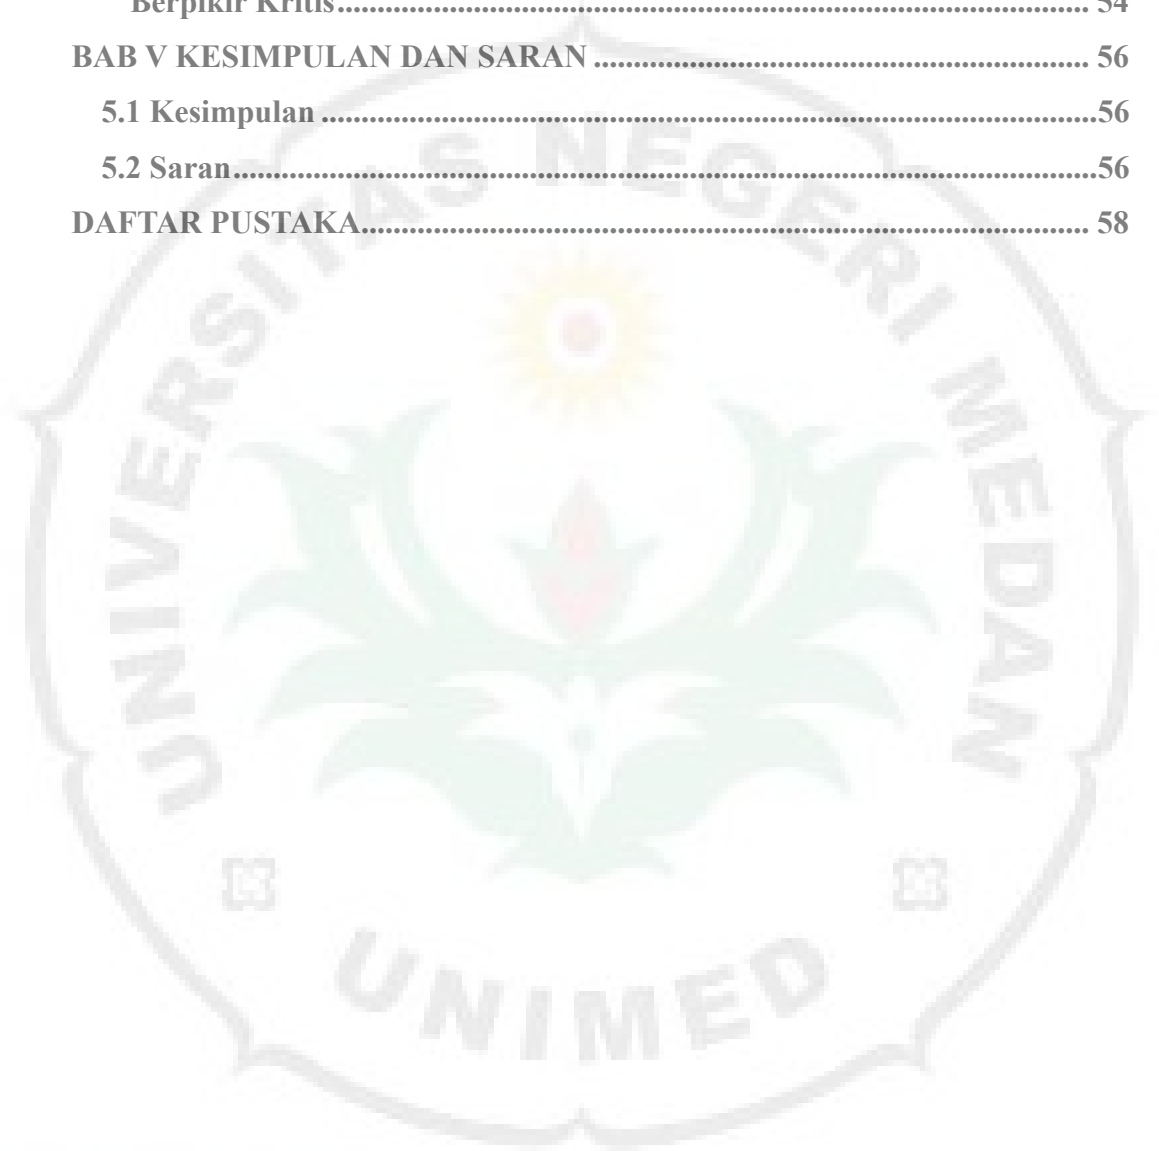 Berpikir Kritis.......................................................................................... 54
BAB V KESIMPULAN DAN SARAN ........................................................... 56
5.1 Kesimpulan ..............................................................................................56
5.2 Saran.........................................................................................................56
DAFTAR PUSTAKA....................................................................................... 58
UNIVERSITAS NEGERI MEDAN
UNIMED